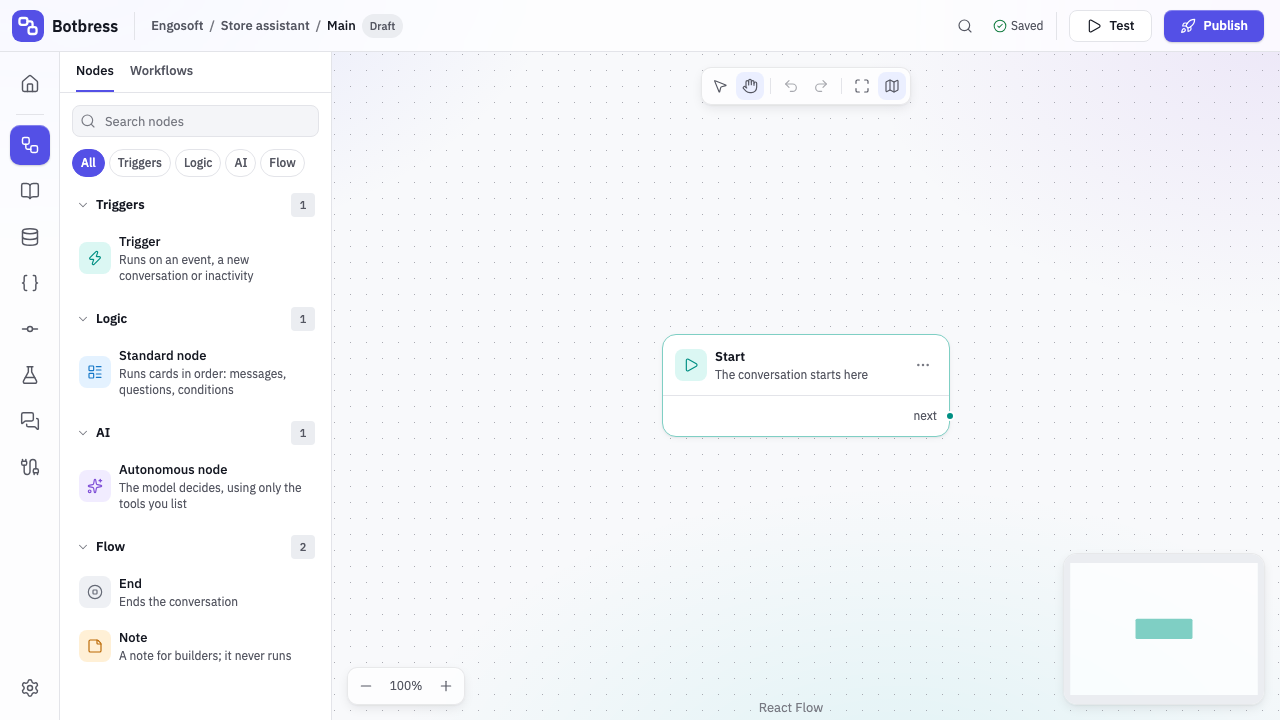 Botbress
Engosoft / Store assistant / Main Draft
Saved
Test
Publish
Nodes
Workflows
Search nodes
All
Triggers
Logic
AI
Flow
Triggers
1
Trigger
Runs on an event, a new
conversation or inactivity
Logic
1
Standard node
Runs cards in order: messages,
questions, conditions
AI
1
Autonomous node
The model decides, using only the
tools you list
Flow
2
End
Ends the conversation
Note
A note for builders; it never runs
Start
The conversation starts here
next
100%
React Flow